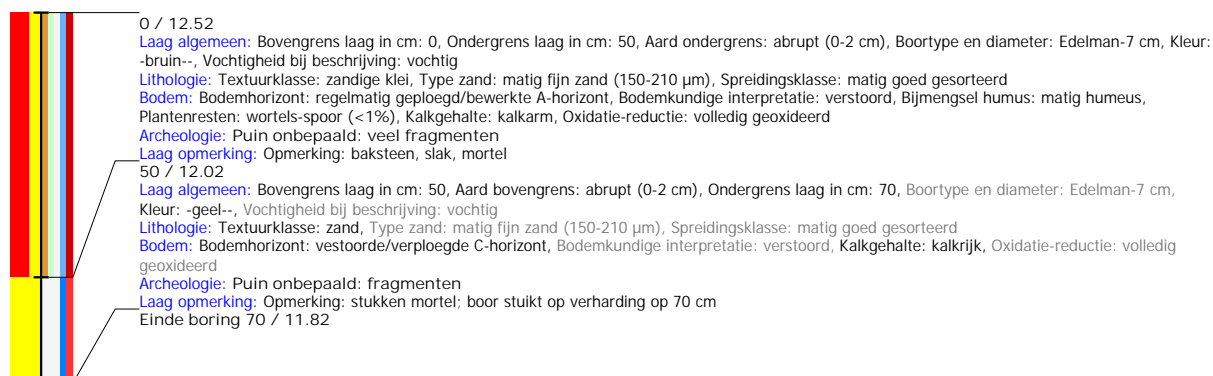 0 / 12.52
Laag algemeen: Bovengrens laag in cm: 0, Ondergrens laag in cm: 50, Aard ondergrens: abrupt (0-2 cm), Boortype en diameter: Edelman-7 cm, Kleur:
-bruin--, Vochtigheid bij beschrijving: vochtig
Lithologie: Textuurklasse: zandige klei, Type zand: matig fijn zand (150-210 µm), Spreidingsklasse: matig goed gesorteerd
Bodem: Bodemhorizont: regelmatig geploegd/bewerkte A-horizont, Bodemkundige interpretatie: verstoord, Bijmengsel humus: matig humeus,
Plantenresten: wortels-spoor (<1%), Kalkgehalte: kalkarm, Oxidatie-reductie: volledig geoxideerd
Archeologie: Puin onbepaald: veel fragmenten
Laag opmerking: Opmerking: baksteen, slak, mortel
50 / 12.02
Laag algemeen: Bovengrens laag in cm: 50, Aard bovengrens: abrupt (0-2 cm), Ondergrens laag in cm: 70, Boortype en diameter: Edelman-7 cm,
Kleur: -geel--, Vochtigheid bij beschrijving: vochtig
Lithologie: Textuurklasse: zand, Type zand: matig fijn zand (150-210 µm), Spreidingsklasse: matig goed gesorteerd
Bodem: Bodemhorizont: vestoorde/verploegde C-horizont, Bodemkundige interpretatie: verstoord, Kalkgehalte: kalkrijk, Oxidatie-reductie: volledig
geoxideerd
Archeologie: Puin onbepaald: fragmenten
Laag opmerking: Opmerking: stukken mortel; boor stuikt op verharding op 70 cm
Einde boring 70 / 11.82